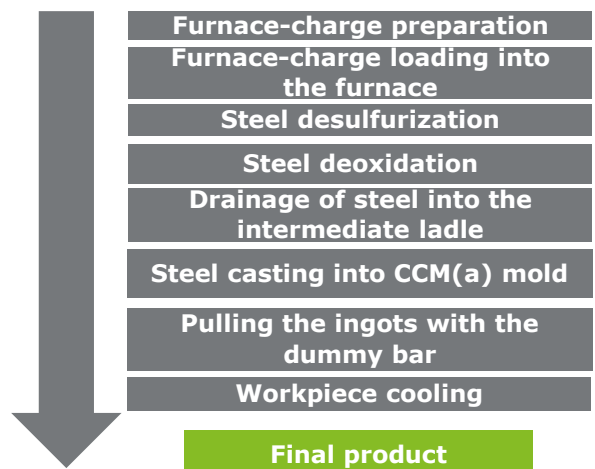 Furnace-charge preparation
Furnace-charge loading into
the furnace
Steel desulfurization
Steel deoxidation
Drainage of steel into the
intermediate ladle
Steel casting into CCM(a) mold
Pulling the ingots with the
dummy bar
Workpiece cooling
Final product